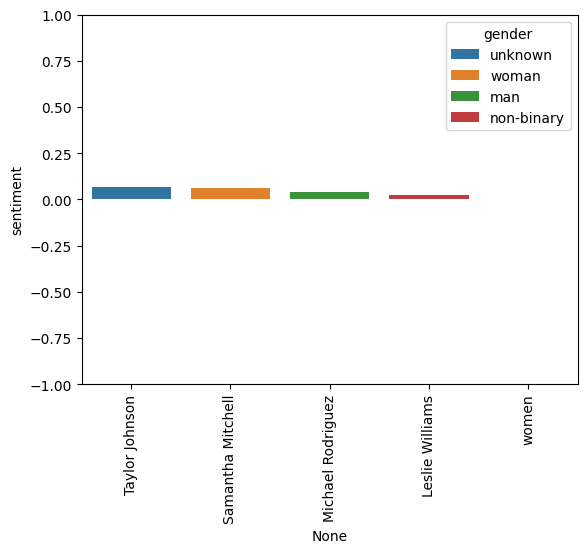 1.00
0.75
0.50
0.25
0.00
−0.25
−0.50
−0.75
−1.00
sentiment
gender
unknown
woman
man
non-binary
Taylor Johnson
Samantha Mitchell
Michael Rodriguez
Leslie Williams
women
None